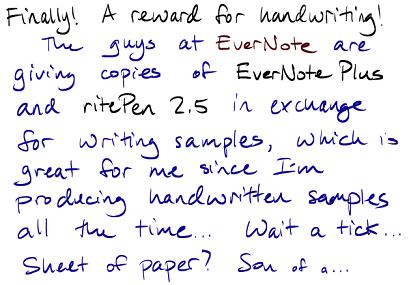 Finally! A reward for handwriting!
The guys at EverNote are
giving copies of EverNote Plus
and ritePen 2.5 in exchange
for writing samples, which is
great for me since I'm
producing handwritten samples
all the time... Wait a tick...
Sheet of paper? Son of a...